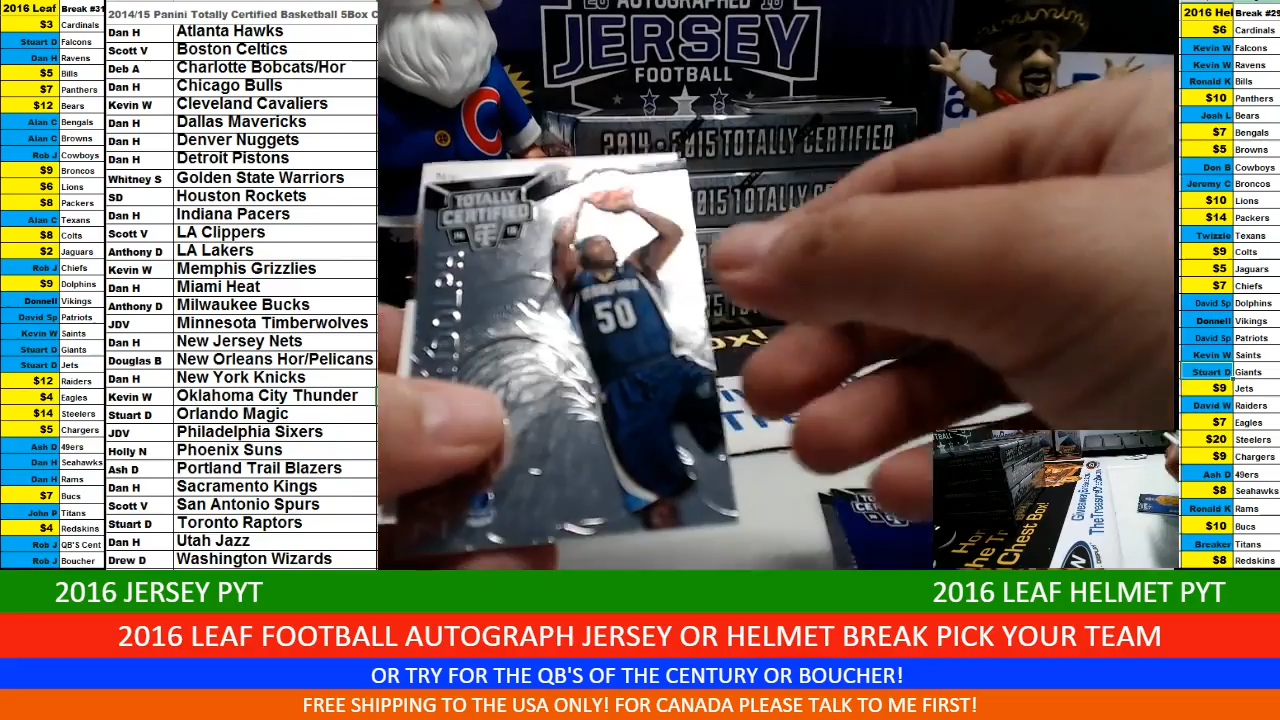 2016 Leaf Break #31
$3 Cardinals
Stuart D Falcons
Dan H Ravens
$5 Bills
$7 Panthers
$12 Bears
Alan C Bengals
Alan C Browns
Rob J Cowboys
$9 Broncos
$6 Lions
$8 Packers
Alan C Texans
$8 Colts
$2 Jaguars
Rob J Chiefs
$9 Dolphins
Donnell Vikings
David Sp Patriots
Kevin W Saints
Stuart D Giants
Stuart D Jets
$12 Raiders
$4 Eagles
$14 Steelers
$5 Chargers
Ash D 49ers
Dan H Seahawks
Dan H Rams
$7 Bucs
John P Titans
$4 Redskins
Rob J QB'S Cent
Rob J Boucher
2014/15 Panini Totally Certified Basketball 5Box C
Dan H Atlanta Hawks
Scott V Boston Celtics
Deb A Charlotte Bobcats/Hor
Dan H Chicago Bulls
Kevin W Cleveland Cavaliers
Dan H Dallas Mavericks
Dan H Denver Nuggets
Dan H Detroit Pistons
Whitney S Golden State Warriors
SD Houston Rockets
Dan H Indiana Pacers
Scott V LA Clippers
Anthony D LA Lakers
Kevin W Memphis Grizzlies
Dan H Miami Heat
Anthony D Milwaukee Bucks
JDV Minnesota Timberwolves
Dan H New Jersey Nets
Douglas B New Orleans Hor/Pelicans
Dan H New York Knicks
Kevin W Oklahoma City Thunder
Stuart D Orlando Magic
JDV Philadelphia Sixers
Holly N Phoenix Suns
Ash D Portland Trail Blazers
Dan H Sacramento Kings
Scott V San Antonio Spurs
Stuart D Toronto Raptors
Dan H Utah Jazz
Drew D Washington Wizards
20 AUTOGRAPHED 16
JERSEY
FOOTBALL
2014-2015 TOTALLY CERTIFIED
TOTALLY
CERTIFIED
50
2016 Hel Break #29
$6 Cardinals
Kevin W Falcons
Kevin W Ravens
Ronald K Bills
$10 Panthers
Josh L Bears
$7 Bengals
$5 Browns
Don B Cowboys
Jeremy C Broncos
$10 Lions
$14 Packers
Twizzle Texans
$9 Colts
$5 Jaguars
$7 Chiefs
David Sp Dolphins
Donnell Vikings
David Sp Patriots
Kevin W Saints
Stuart D Giants
$9 Jets
David W Raiders
$7 Eagles
$20 Steelers
$9 Chargers
Ash D 49ers
$8 Seahawks
Ronald K Rams
$10 Bucs
Breaker Titans
$8 Redskins
2016 JERSEY PYT
2016 LEAF HELMET PYT
2016 LEAF FOOTBALL AUTOGRAPH JERSEY OR HELMET BREAK PICK YOUR TEAM
OR TRY FOR THE QB'S OF THE CENTURY OR BOUCHER!
FREE SHIPPING TO THE USA ONLY! FOR CANADA PLEASE TALK TO ME FIRST!